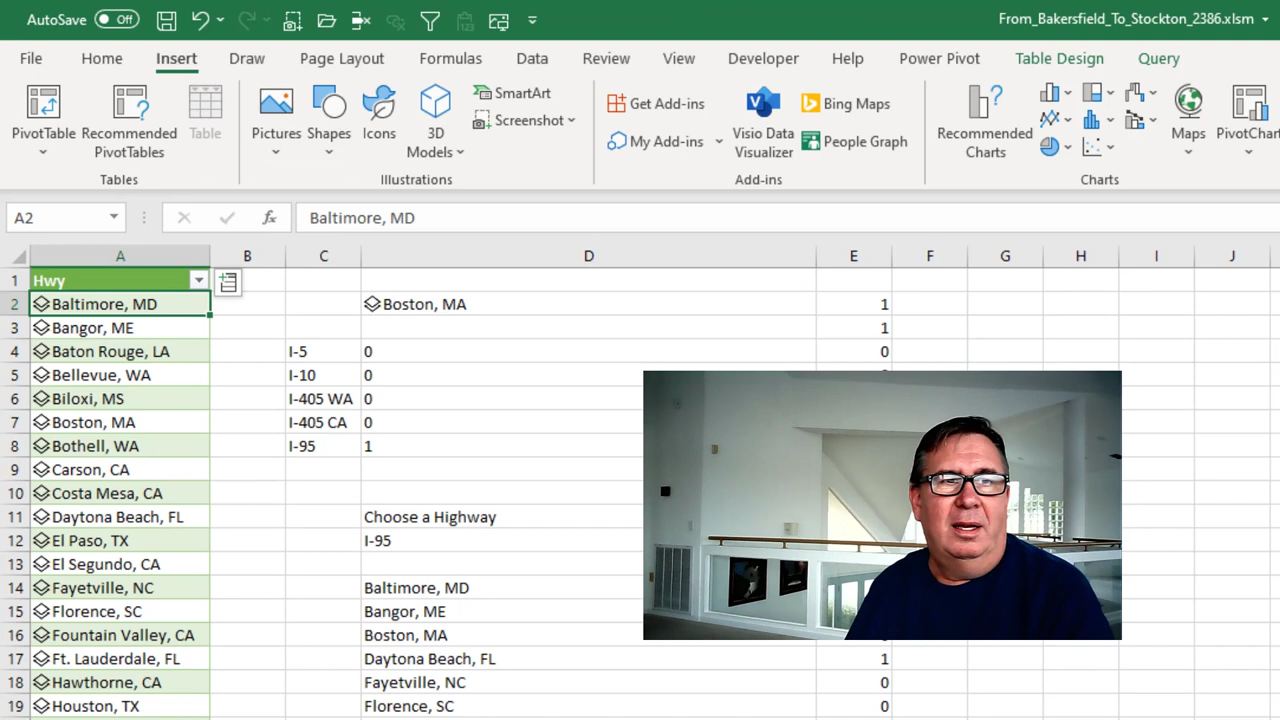 AutoSave Off
From_Bakersfield_To_Stockton_2386.xlsm
File Home Insert Draw Page Layout Formulas Data Review View Developer Help Power Pivot Table Design Query
PivotTable
Recommended
PivotTables
Table
Tables
Pictures
Shapes
Icons
3D
Models
SmartArt
Screenshot
Illustrations
Get Add-ins
My Add-ins
Visio Data
Visualizer
Bing Maps
People Graph
Add-ins
Recommended
Charts
Maps
PivotChart
Charts
A2 fx Baltimore, MD
A B C D E F G H I J
1 Hwy
2 Baltimore, MD Boston, MA 1
3 Bangor, ME 1
4 Baton Rouge, LA I-5 0 0
5 Bellevue, WA I-10 0
6 Biloxi, MS I-405 WA 0
7 Boston, MA I-405 CA 0
8 Bothell, WA I-95 1
9 Carson, CA
10 Costa Mesa, CA
11 Daytona Beach, FL Choose a Highway
12 El Paso, TX I-95
13 El Segundo, CA
14 Fayetville, NC Baltimore, MD
15 Florence, SC Bangor, ME
16 Fountain Valley, CA Boston, MA
17 Ft. Lauderdale, FL Daytona Beach, FL 1
18 Hawthorne, CA Fayetville, NC 0
19 Houston, TX Florence, SC 0